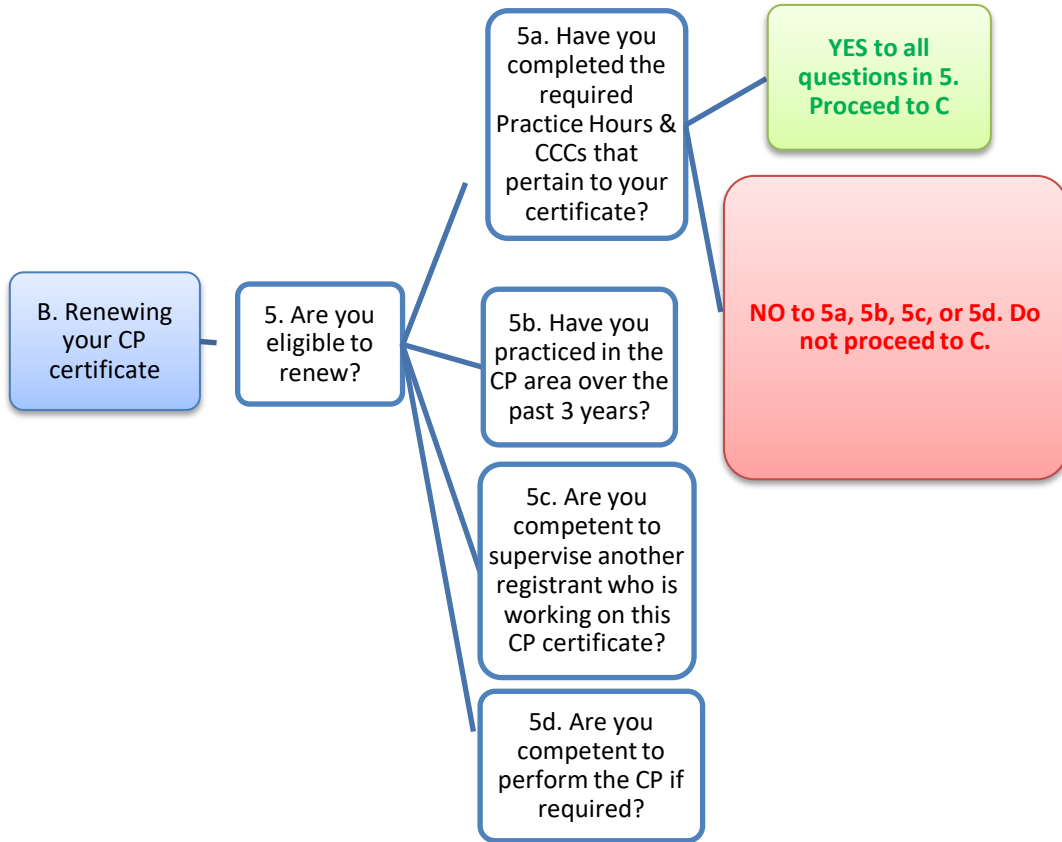 B. Renewing
your CP
certificate
5. Are you
eligible to
renew?
5a. Have you
completed the
required
Practice Hours &
CCCs that
pertain to your
certificate?
5b. Have you
practiced in the
CP area over the
past 3 years?
5c. Are you
competent to
supervise another
registrant who is
working on this
CP certificate?
5d. Are you
competent to
perform the CP if
required?
YES to all
questions in 5.
Proceed to C
NO to 5a, 5b, 5c, or 5d. Do
not proceed to C.